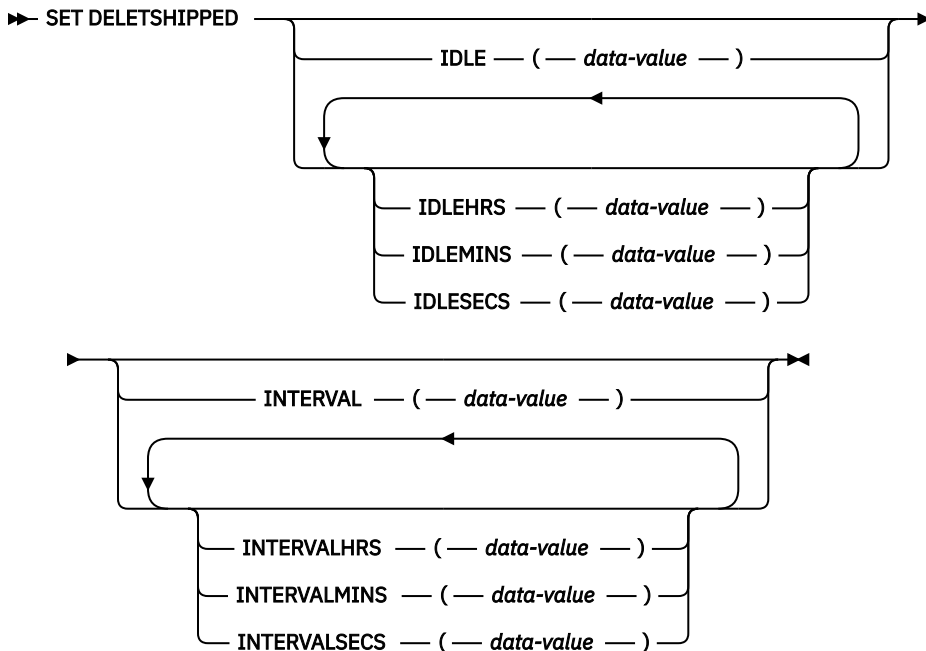 SET DELETSHIPPED
IDLE ( data-value )
IDLEHRS ( data-value )
IDLEMINS ( data-value )
IDLESECS ( data-value )
INTERVAL ( data-value )
INTERVALHRS ( data-value )
INTERVALMINS ( data-value )
INTERVALSECS ( data-value )